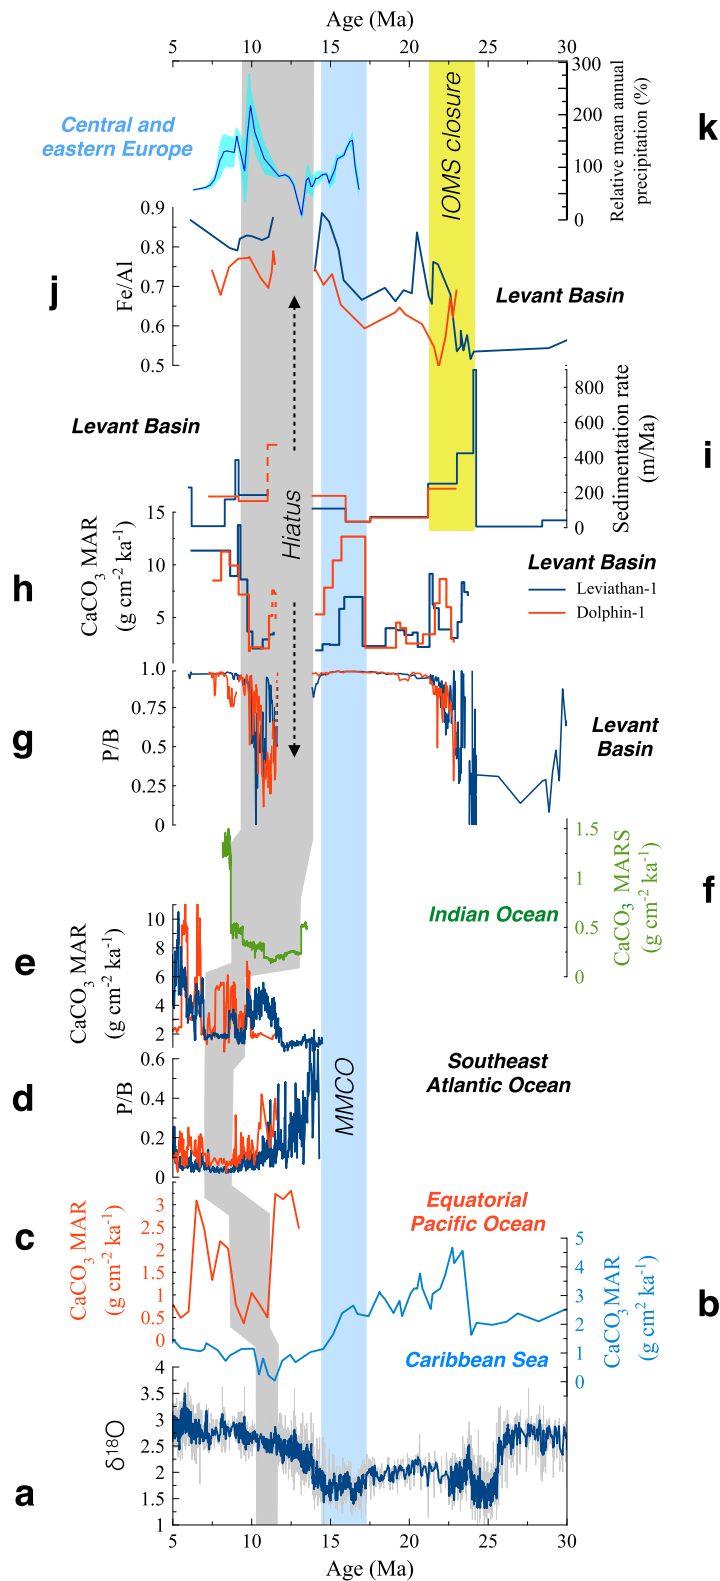 Age (Ma)
5 10 15 20 25 30
300
200
100
0
Relative mean annual
precipitation (%)
k
Central and
eastern Europe
IOMS closure
0.9
0.8
0.7
0.6
0.5
Fe/Al
j
Levant Basin
800
600
400
200
0
Sedimentation rate
(m/Ma)
i
Levant Basin
Hiatus
15
10
5
CaCO3 MAR
(g cm-2 ka-1)
h
Levant Basin
Leviathan-1
Dolphin-1
1.0
0.75
0.5
0.25
0
P/B
g
Levant
Basin
1.5
1
0.5
0
CaCO3 MARS
(g cm-2 ka-1)
f
Indian Ocean
10
8
6
4
2
CaCO3 MAR
(g cm-2 ka-1)
e
Southeast
Atlantic Ocean
0.6
0.4
0.2
0
P/B
d
MMCO
3
2.5
2
1.5
1
0.5
0
CaCO3 MAR
(g cm-2 ka-1)
c
Equatorial
Pacific Ocean
5
4
3
2
1
0
CaCO3MAR
(g cm2 ka-1)
b
Caribbean Sea
4
3.5
3
2.5
2
1.5
1
δ18O
a
5 10 15 20 25 30
Age (Ma)